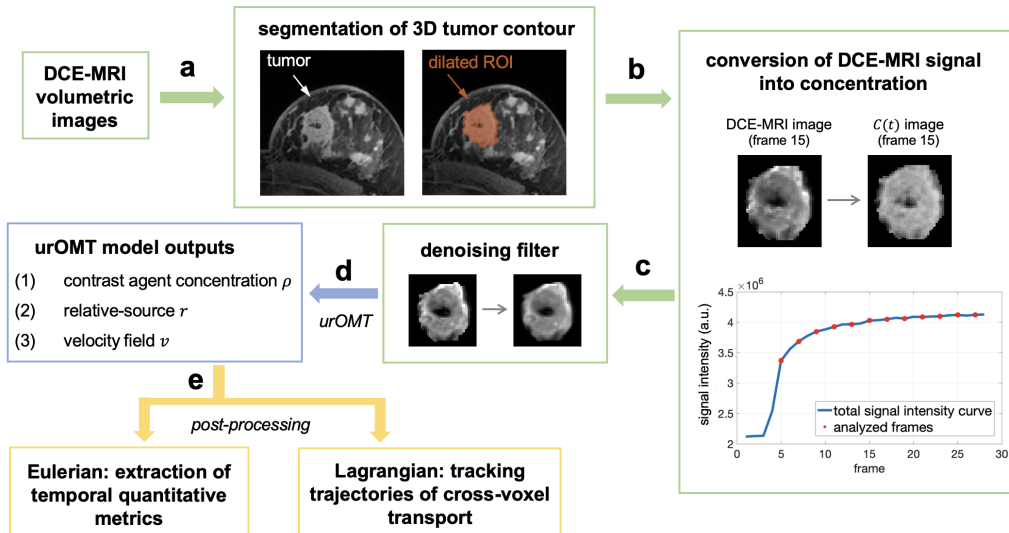 DCE-MRI
volumetric
images
a
segmentation of 3D tumor contour
tumor
dilated ROI
b
conversion of DCE-MRI signal
into concentration
DCE-MRI image
(frame 15)
C(t) image
(frame 15)
×10⁶
4.5
4
3.5
3
2.5
2
signal intensity (a.u.)
0
5
10
15
20
25
30
frame
total signal intensity curve
analyzed frames
c
denoising filter
d
urOMT
urOMT model outputs
(1) contrast agent concentration ρ
(2) relative-source r
(3) velocity field v
e
post-processing
Eulerian: extraction of
temporal quantitative
metrics
Lagrangian: tracking
trajectories of cross-voxel
transport